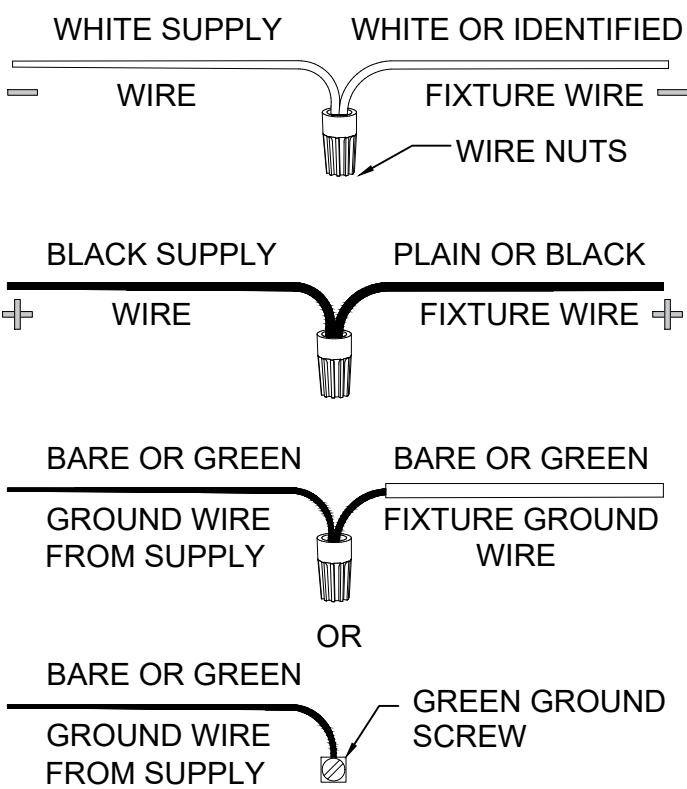 WHITE SUPPLY WHITE OR IDENTIFIED
WIRE FIXTURE WIRE
WIRE NUTS
BLACK SUPPLY PLAIN OR BLACK
WIRE FIXTURE WIRE
BARE OR GREEN BARE OR GREEN
GROUND WIRE FIXTURE GROUND
FROM SUPPLY WIRE
OR
BARE OR GREEN
GREEN GROUND
SCREW
GROUND WIRE
FROM SUPPLY